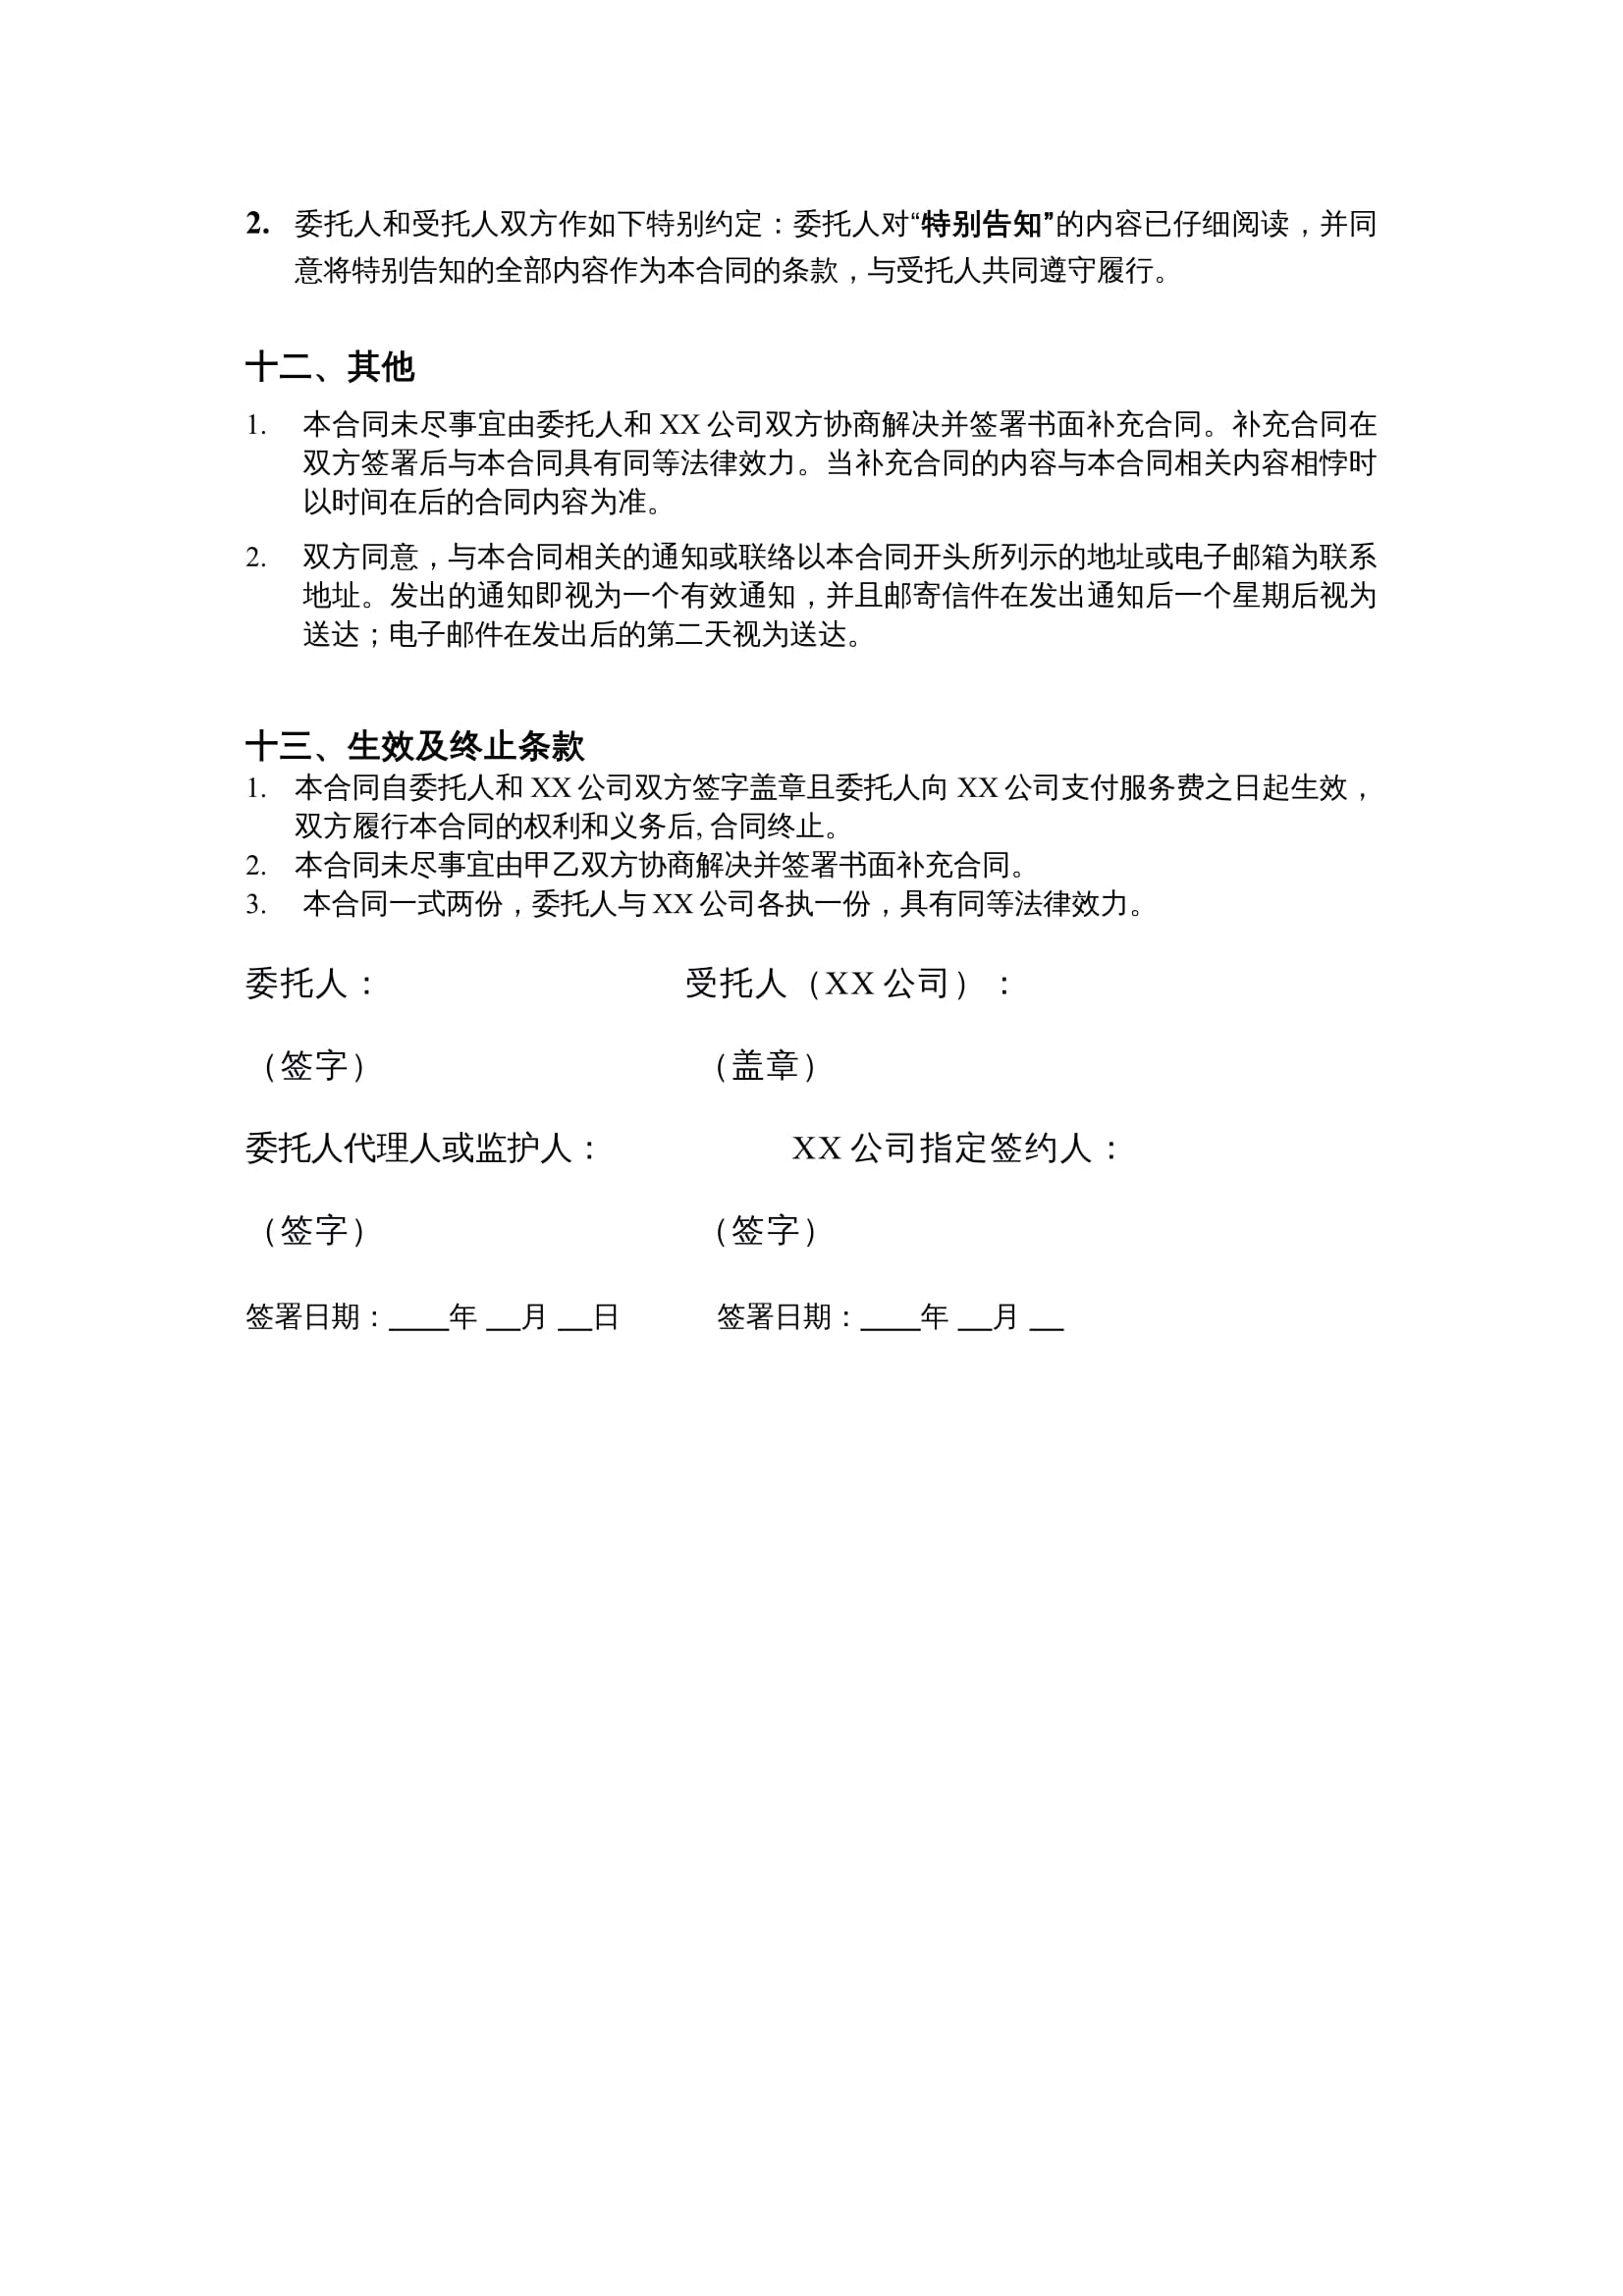 2. 委托人和受托人双方作如下特别约定：委托人对“特别告知”的内容已仔细阅读，并同
意将特别告知的全部内容作为本合同的条款，与受托人共同遵守履行。
十二、其他
1. 本合同未尽事宜由委托人和 XX 公司双方协商解决并签署书面补充合同。补充合同在
双方签署后与本合同具有同等法律效力。当补充合同的内容与本合同相关内容相悖时
以时间在后的合同内容为准。
2. 双方同意，与本合同相关的通知或联络以本合同开头所列示的地址或电子邮箱为联系
地址。发出的通知即视为一个有效通知，并且邮寄信件在发出通知后一个星期后视为
送达；电子邮件在发出后的第二天视为送达。
十三、生效及终止条款
1. 本合同自委托人和 XX 公司双方签字盖章且委托人向 XX 公司支付服务费之日起生效，
双方履行本合同的权利和义务后, 合同终止。
2. 本合同未尽事宜由甲乙双方协商解决并签署书面补充合同。
3. 本合同一式两份，委托人与 XX 公司各执一份，具有同等法律效力。
委托人： 受托人（XX 公司）：
（签字） （盖章）
委托人代理人或监护人： XX 公司指定签约人：
（签字） （签字）
签署日期：____年 __月 __日 签署日期：____年 __月 __